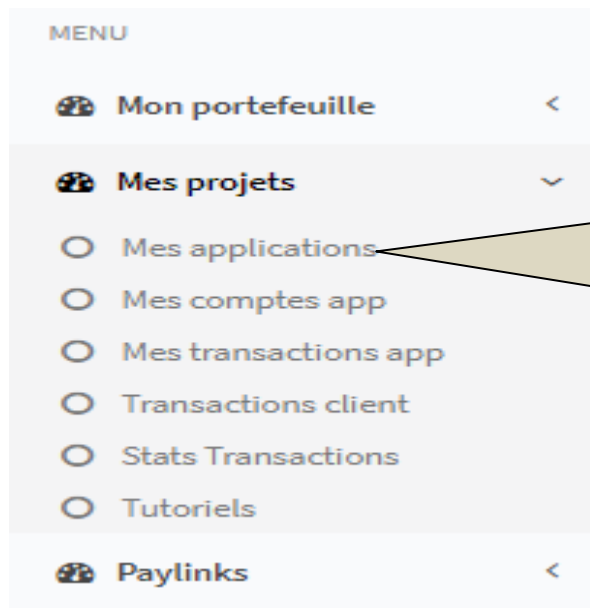 MENU
Mon portefeuille
Mes projets
Mes applications
Mes comptes app
Mes transactions app
Transactions client
Stats Transactions
Tutoriels
Paylinks